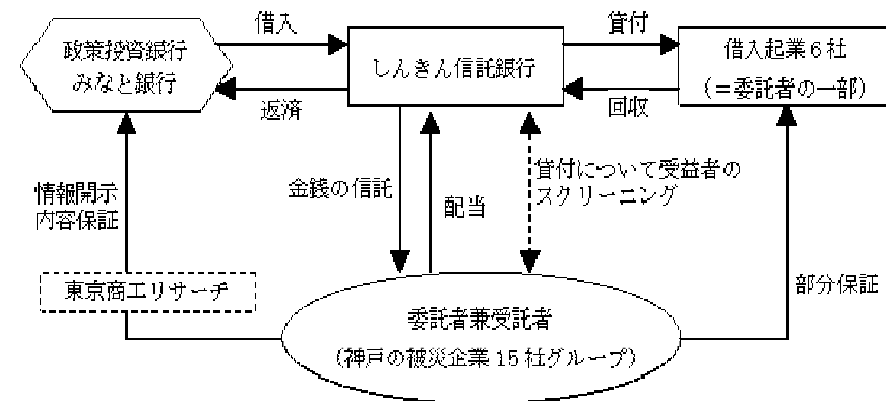 借入
貸付
政策投資銀行
みなと銀行
しんきん信託銀行
借入起業6社
(=委託者の一部)
返済
回収
情報開示
内容保証
金銭の信託
配当
貸付について受益者の
スクリーニング
東京商工リサーチ
部分保証
委託者兼受託者
(神戸の被災企業15社グループ)